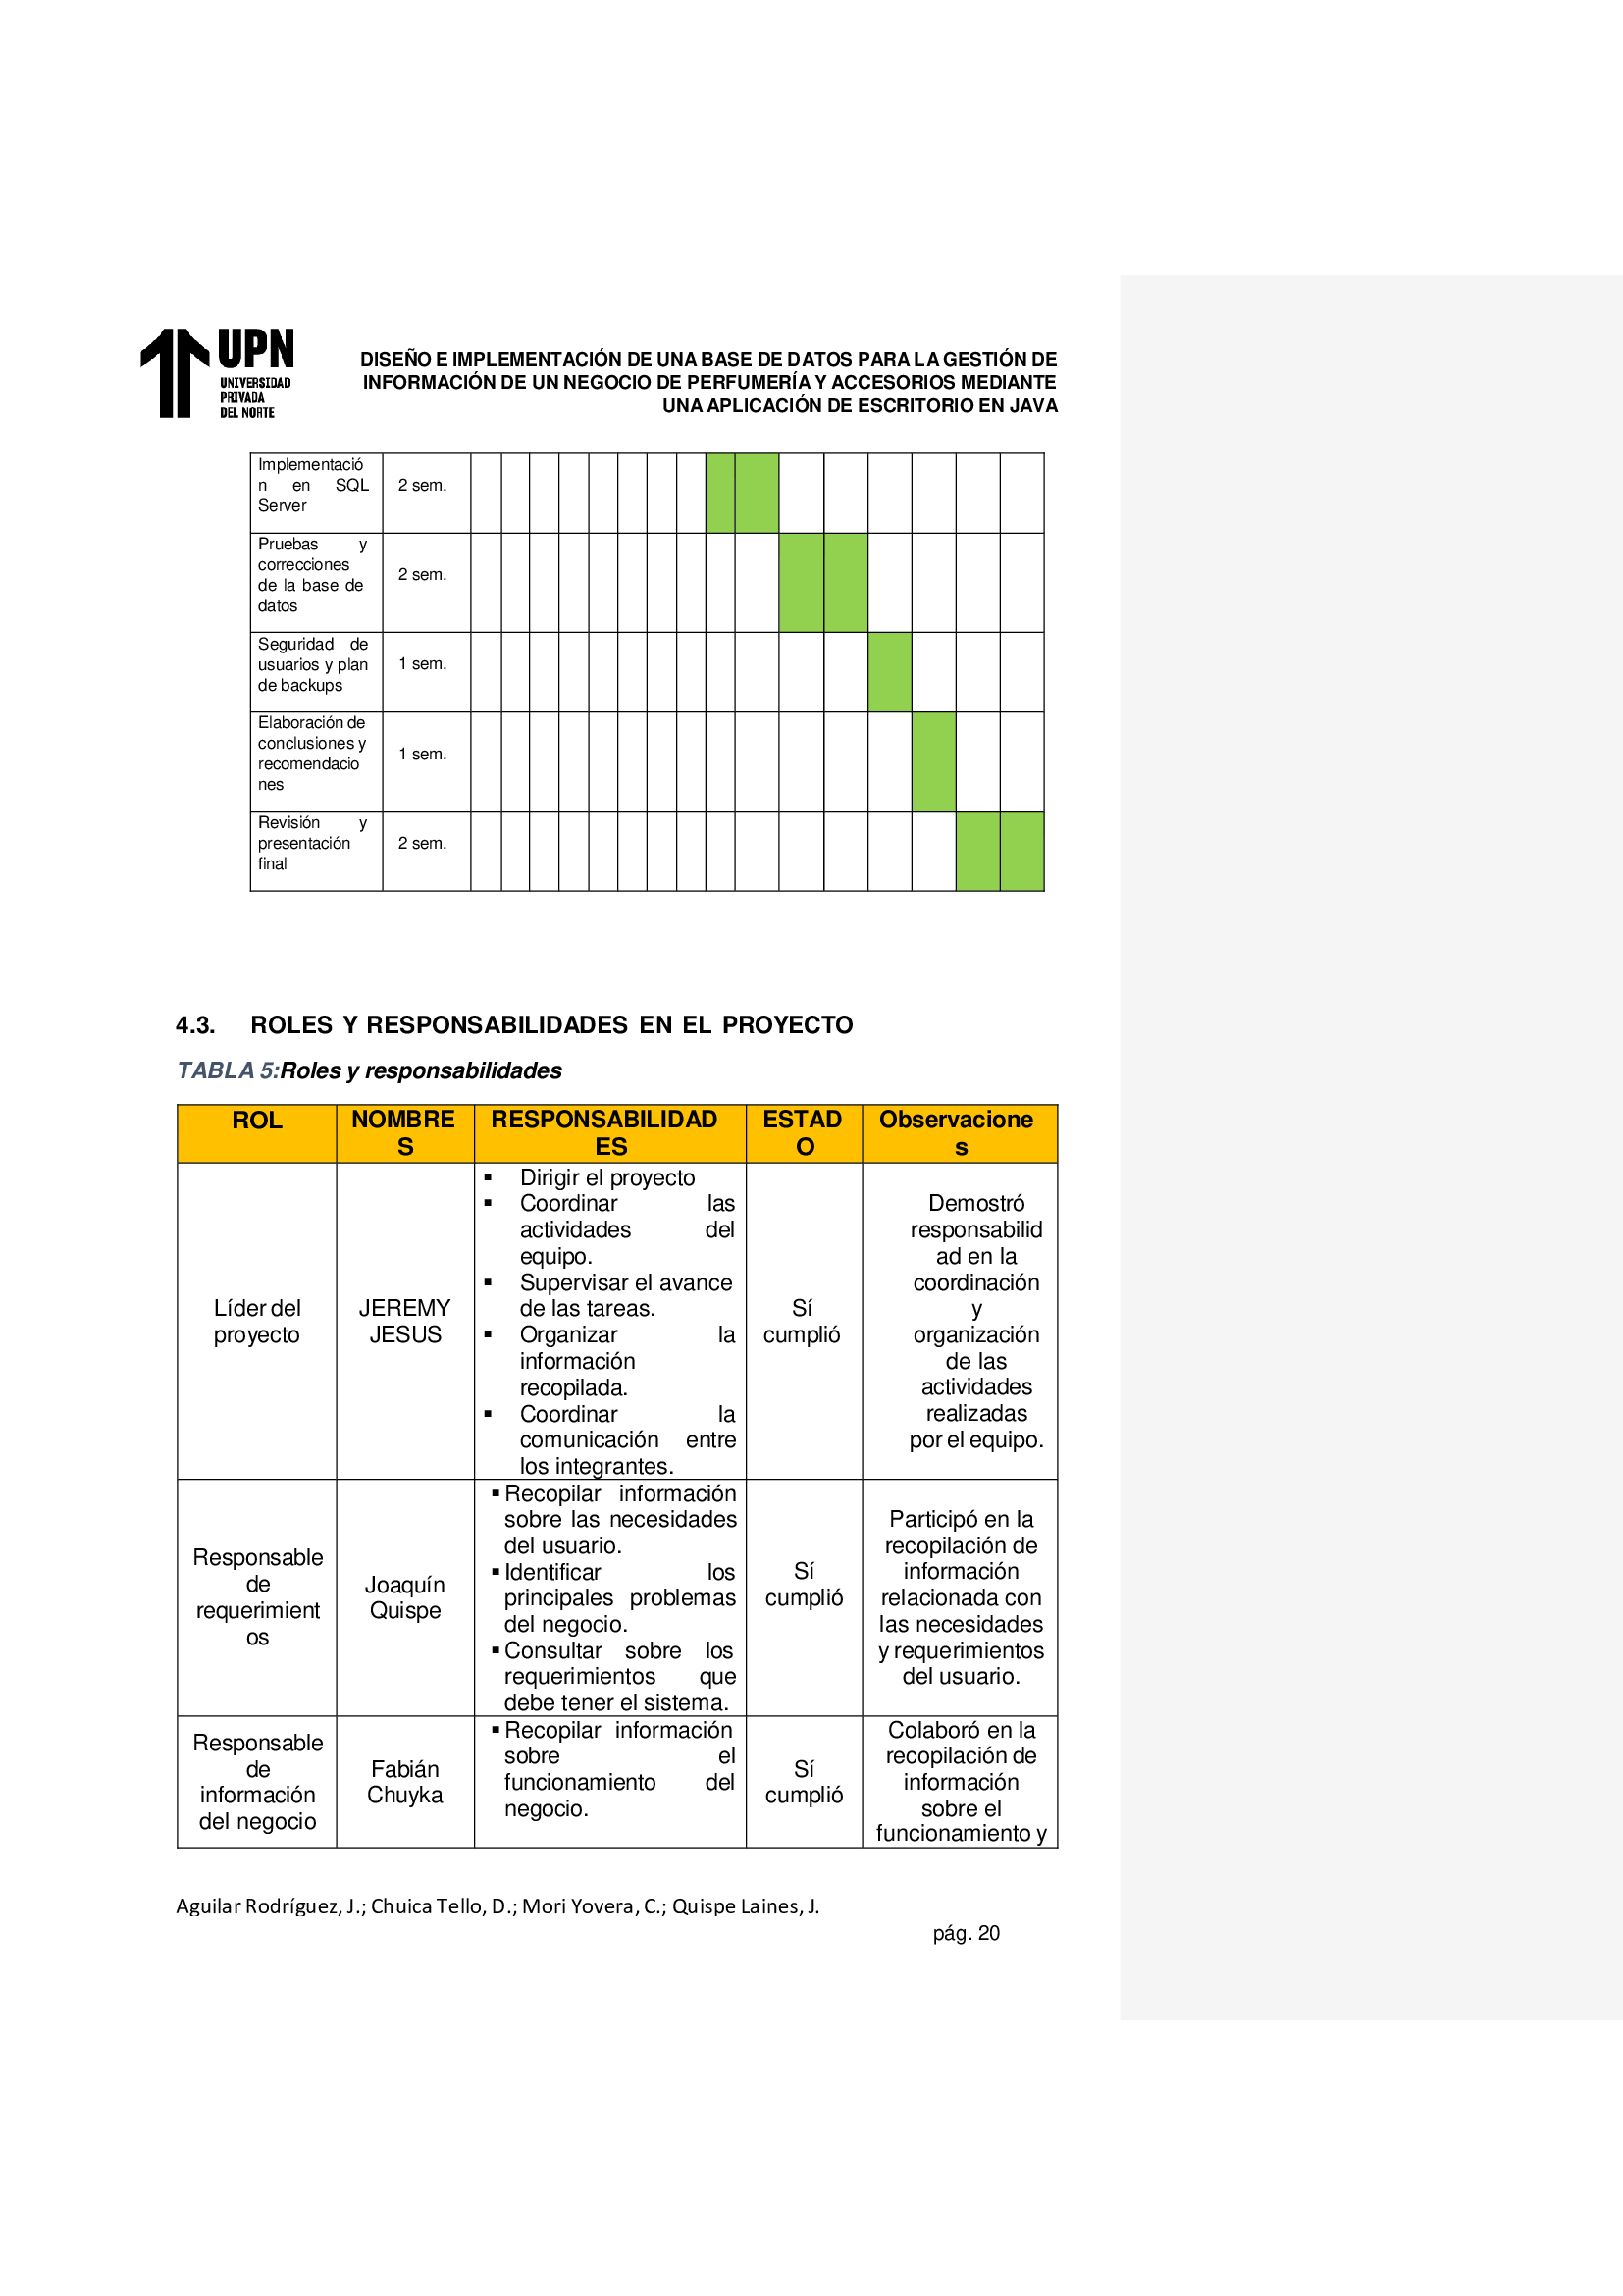 UPN
UNIVERSIDAD
PRIVADA
DEL NORTE
DISEÑO E IMPLEMENTACIÓN DE UNA BASE DE DATOS PARA LA GESTIÓN DE
INFORMACIÓN DE UN NEGOCIO DE PERFUMERÍA Y ACCESORIOS MEDIANTE
UNA APLICACIÓN DE ESCRITORIO EN JAVA
Implementació
n en SQL
Server
2 sem.
Pruebas y
correcciones
de la base de
datos
2 sem.
Seguridad de
usuarios y plan
de backups
1 sem.
Elaboración de
conclusiones y
recomendacio
nes
1 sem.
Revisión y
presentación
final
2 sem.
4.3. ROLES Y RESPONSABILIDADES EN EL PROYECTO
TABLA 5:Roles y responsabilidades
ROL
NOMBRE
S
RESPONSABILIDAD
ES
ESTAD
O
Observacione
s
Líder del
proyecto
JEREMY
JESUS
▪ Dirigir el proyecto
▪ Coordinar las
actividades del
equipo.
▪ Supervisar el avance
de las tareas.
▪ Organizar la
información
recopilada.
▪ Coordinar la
comunicación entre
los integrantes.
Sí
cumplió
Demostró
responsabilid
ad en la
coordinación
y
organización
de las
actividades
realizadas
por el equipo.
Responsable
de
requerimient
os
Joaquín
Quispe
▪ Recopilar información
sobre las necesidades
del usuario.
▪ Identificar los
principales problemas
del negocio.
▪ Consultar sobre los
requerimientos que
debe tener el sistema.
Sí
cumplió
Participó en la
recopilación de
información
relacionada con
las necesidades
y requerimientos
del usuario.
Responsable
de
información
del negocio
Fabián
Chuyka
▪ Recopilar información
sobre el
funcionamiento del
negocio.
Sí
cumplió
Colaboró en la
recopilación de
información
sobre el
funcionamiento y
Aguilar Rodríguez, J.; Chuica Tello, D.; Mori Yovera, C.; Quispe Laines, J.
pág. 20